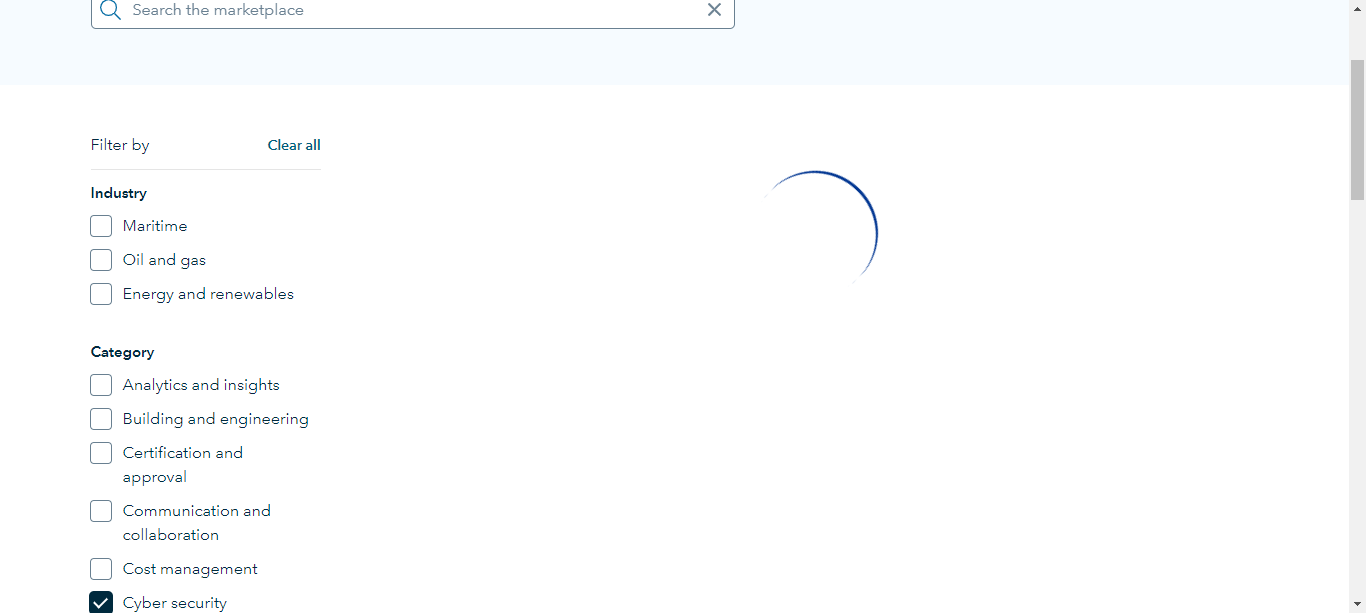 Search the marketplace
Filter by
Clear all
Industry
Maritime
Oil and gas
Energy and renewables
Category
Analytics and insights
Building and engineering
Certification and
approval
Communication and
collaboration
Cost management
Cyber security